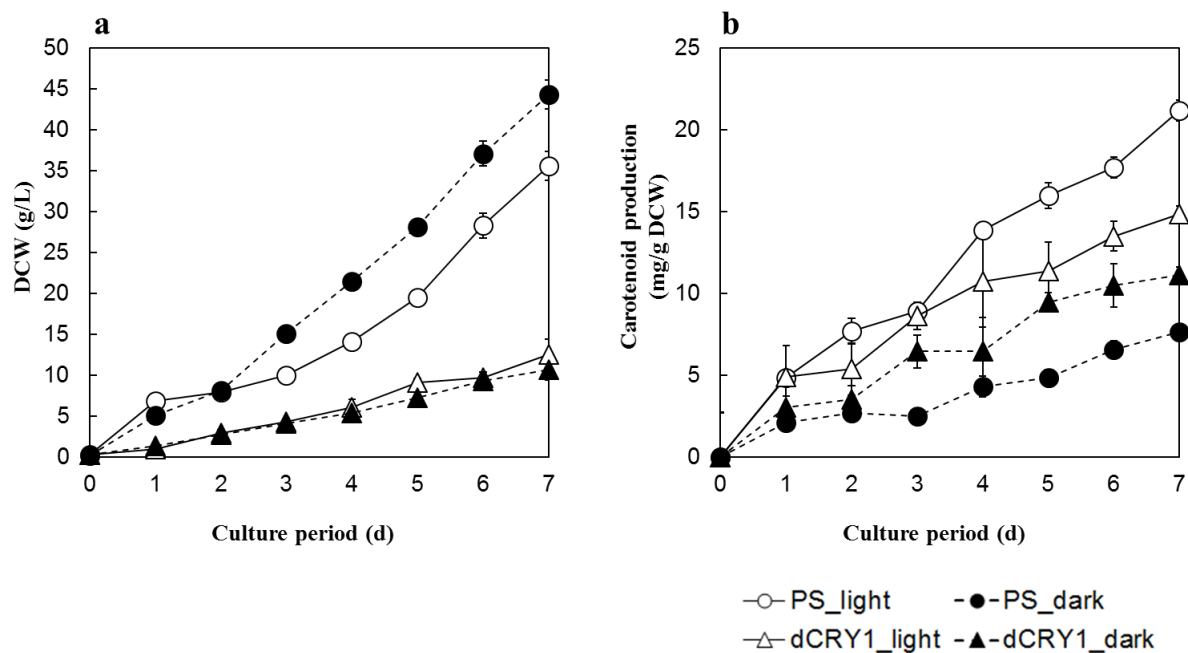 a
DCW (g/L)
50
45
40
35
30
25
20
15
10
5
0
0 1 2 3 4 5 6 7
Culture period (d)
b
Carotenoid production
(mg/g DCW)
25
20
15
10
5
0
0 1 2 3 4 5 6 7
Culture period (d)
PS_light
PS_dark
dCRY1_light
dCRY1_dark